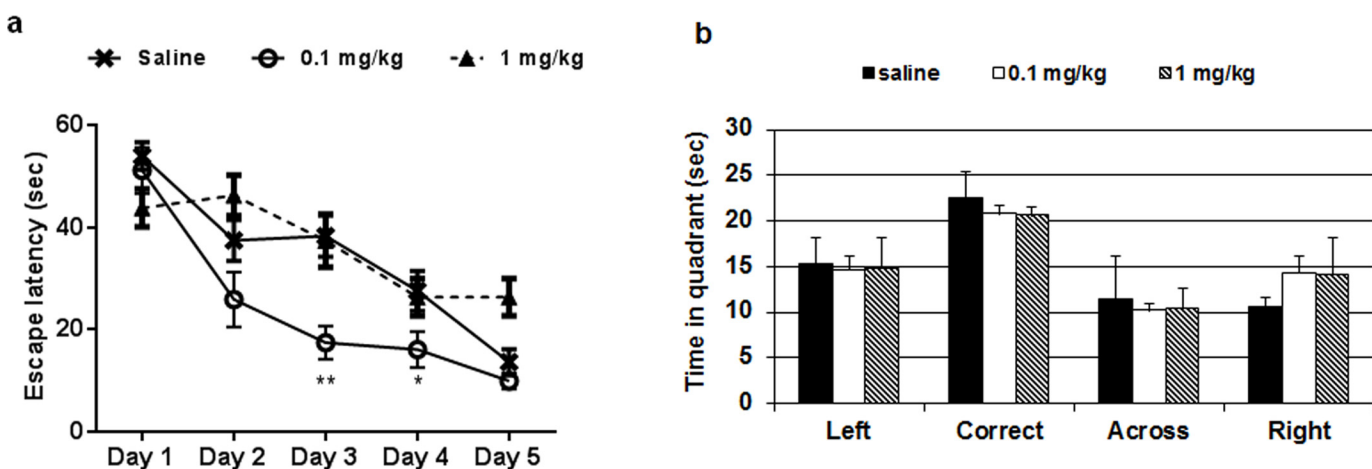 a
Saline 0.1 mg/kg 1 mg/kg
Escape latency (sec)
60
40
20
0
** *
Day 1 Day 2 Day 3 Day 4 Day 5
b
saline 0.1 mg/kg 1 mg/kg
Time in quadrant (sec)
30
25
20
15
10
5
0
Left Correct Across Right